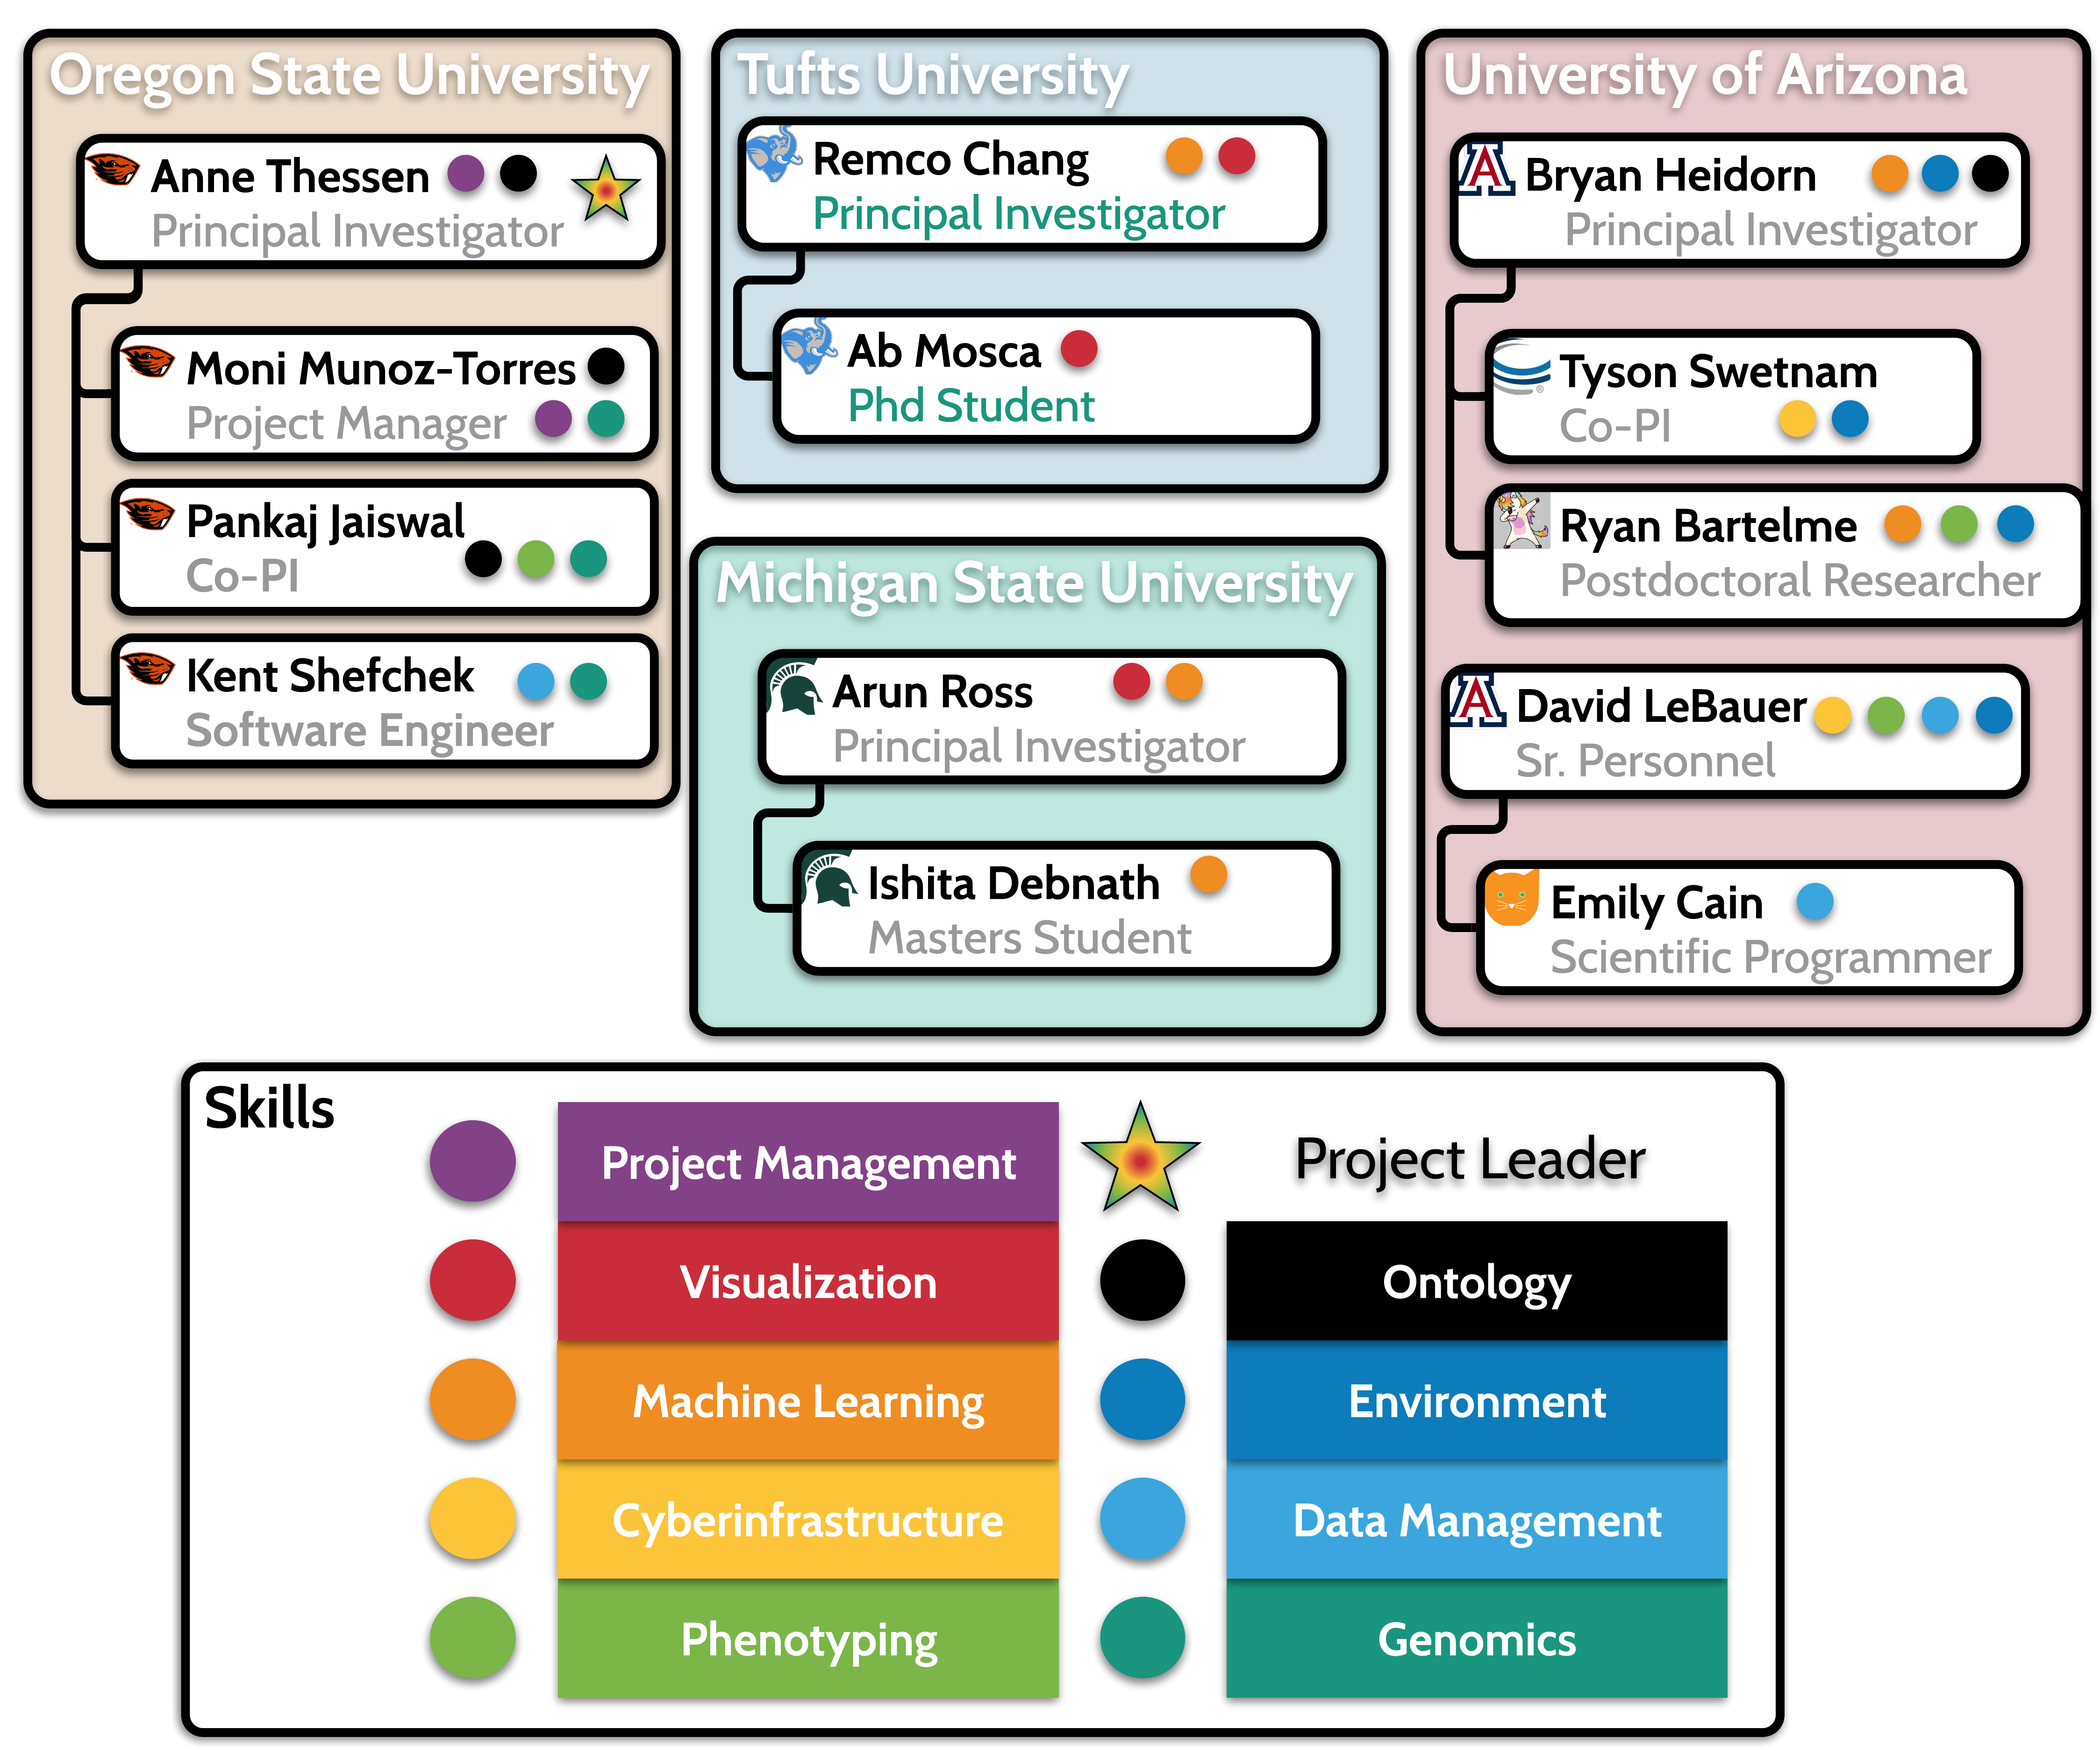 Oregon State University
Anne Thessen
Principal Investigator
Moni Munoz-Torres
Project Manager
Pankaj Jaiswal
Co-PI
Kent Shefchek
Software Engineer
Tufts University
Remco Chang
Principal Investigator
Ab Mosca
Phd Student
Michigan State University
Arun Ross
Principal Investigator
Ishita Debnath
Masters Student
University of Arizona
A
Bryan Heidorn
Principal Investigator
®
Tyson Swetnam
Co-PI
Ryan Bartelme
Postdoctoral Researcher
A
David LeBauer
Sr. Personnel
Emily Cain
Scientific Programmer
Skills
Project Management
Project Leader
Visualization
Ontology
Machine Learning
Environment
Cyberinfrastructure
Data Management
Phenotyping
Genomics